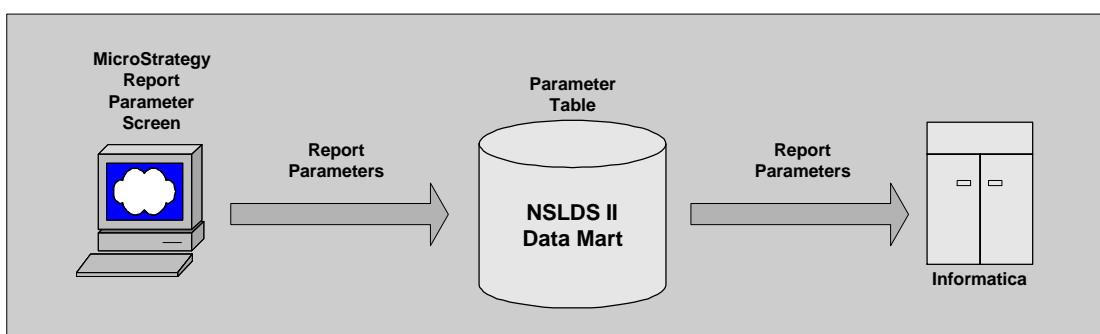 MicroStrategy
Report
Parameter
Screen
Report
Parameters
Parameter
Table
NSLDS II
Data Mart
Report
Parameters
Informatica